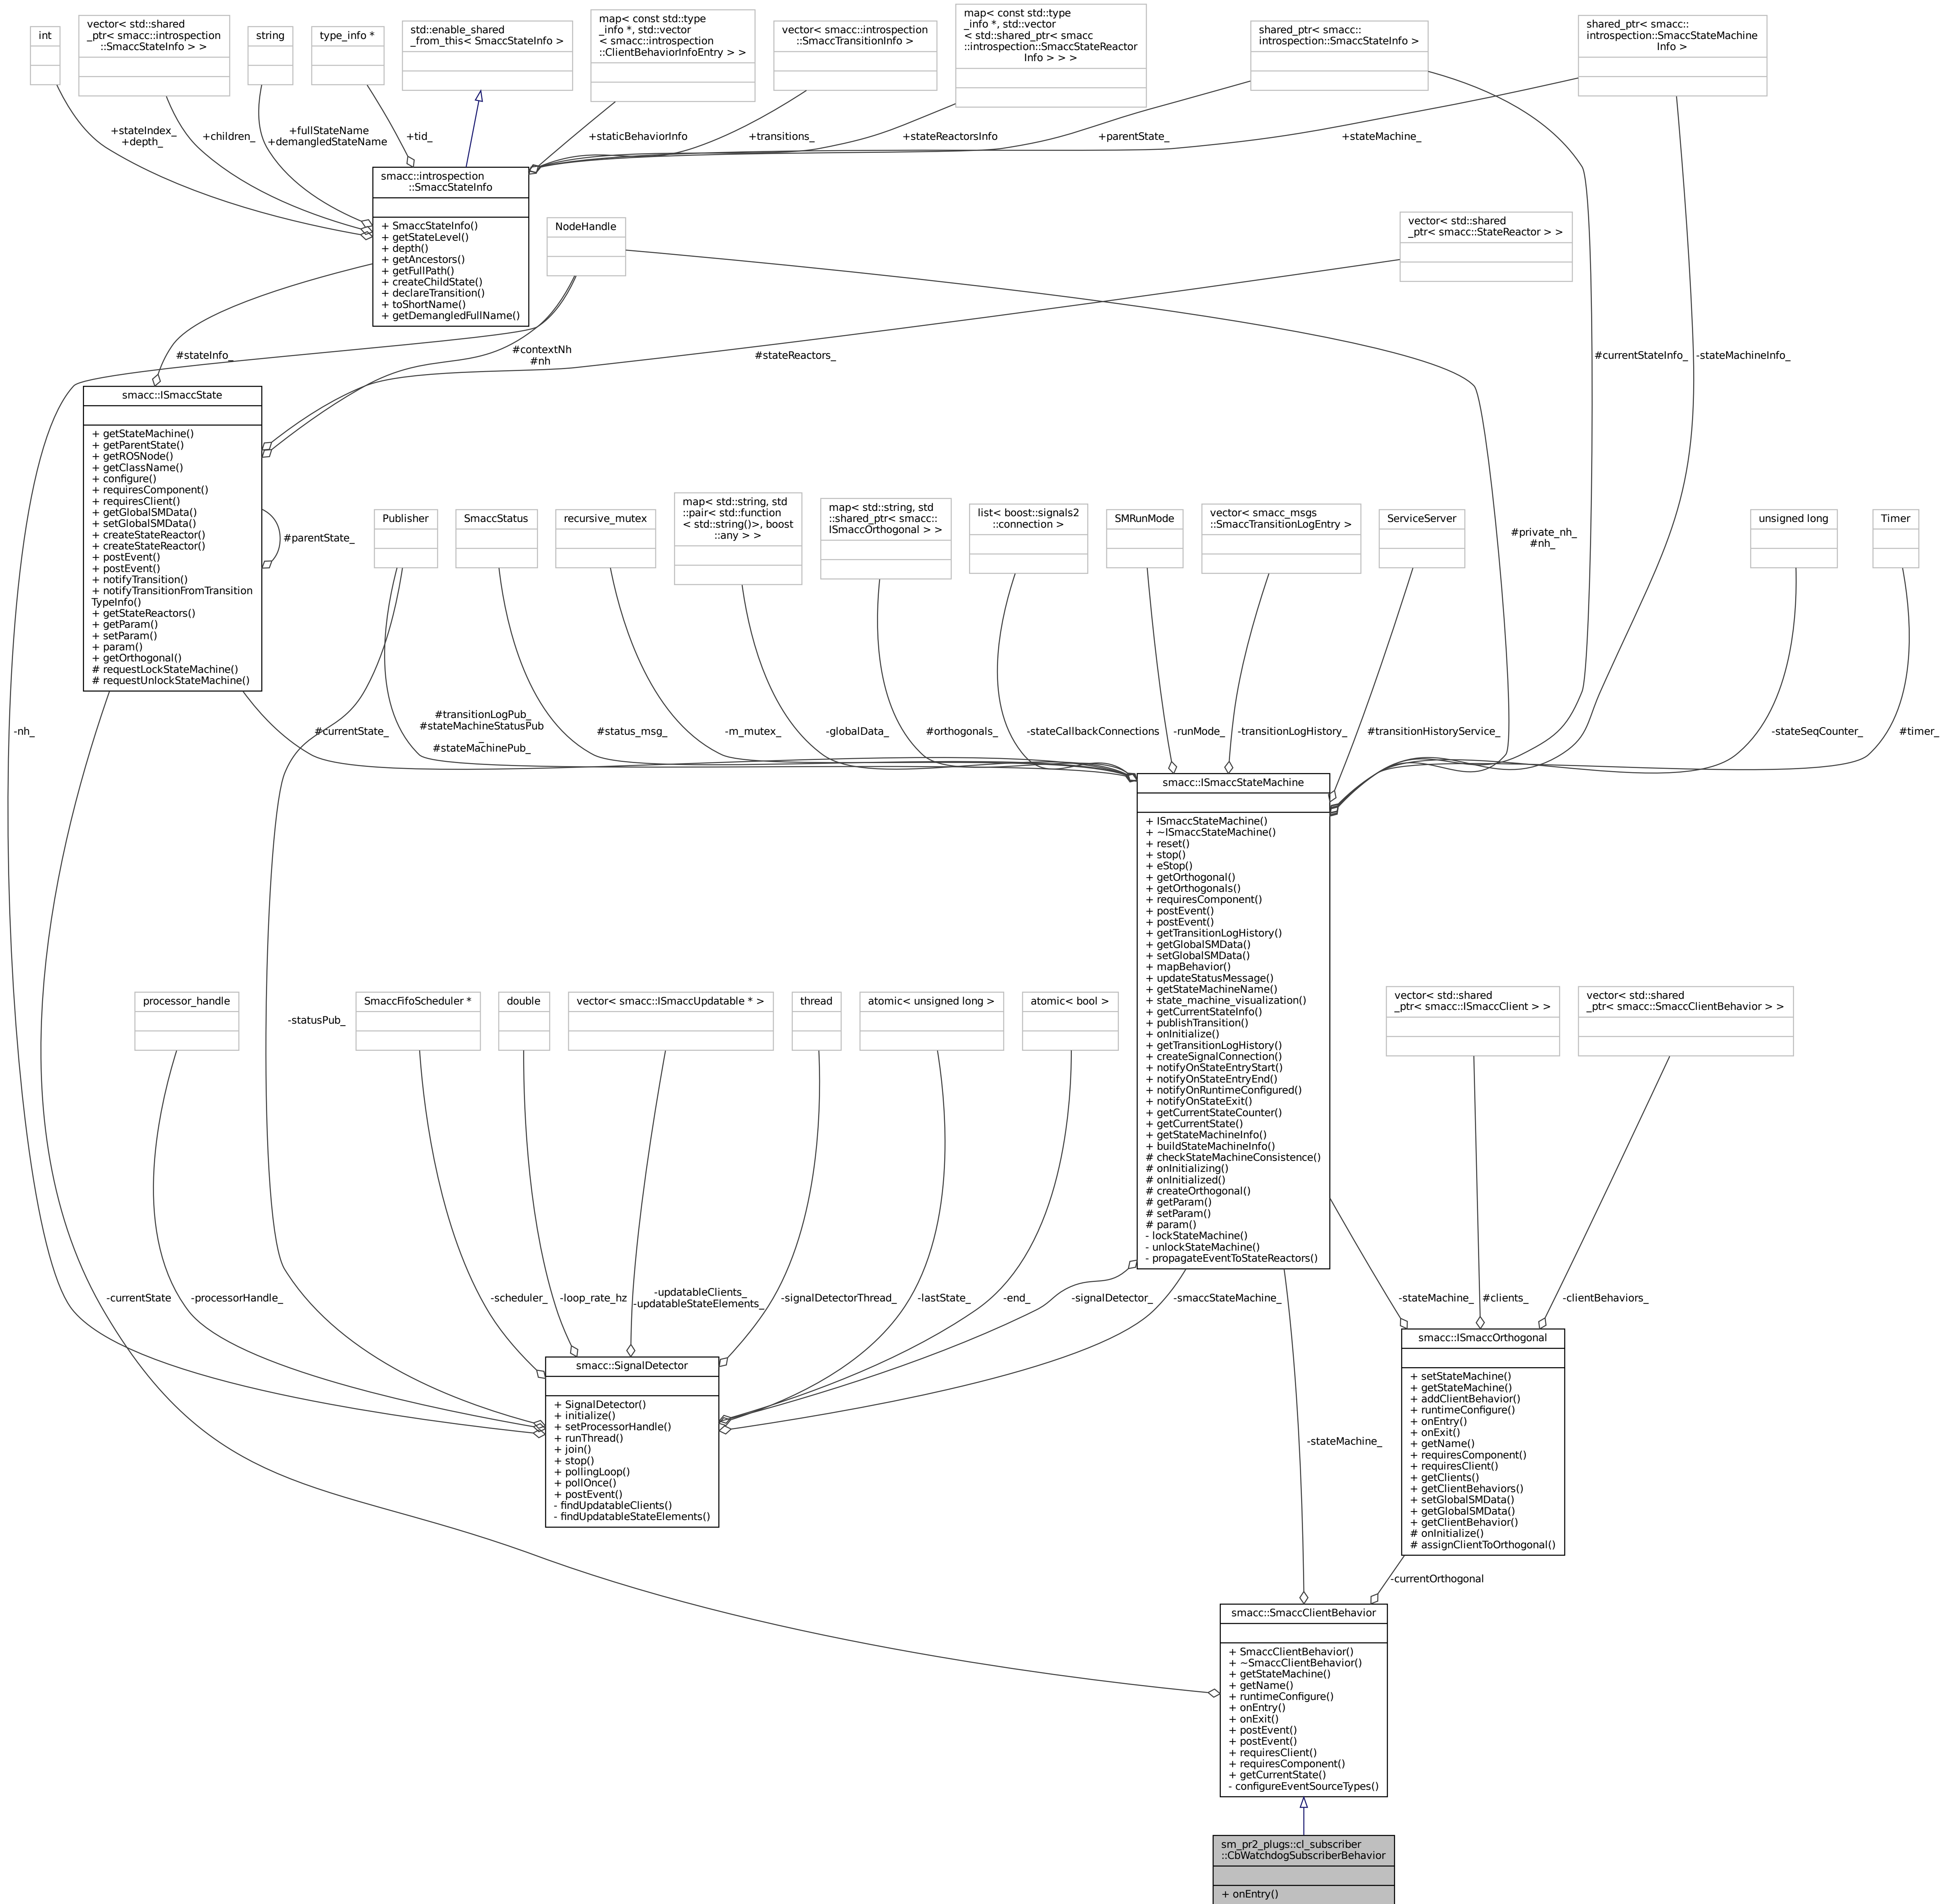 int
vector< std::shared
_ptr< smacc::introspection
::SmaccStateInfo > >
string
type_info *
std::enable_shared
_from_this< SmaccStateInfo >
map< const std::type
_info *, std::vector
< smacc::introspection
::ClientBehaviorInfoEntry > >
vector< smacc::introspection
::SmaccTransitionInfo >
map< const std::type
_info *, std::vector
< std::shared_ptr< smacc
::introspection::SmaccStateReactor
Info > > >
shared_ptr< smacc::
introspection::SmaccStateInfo >
shared_ptr< smacc::
introspection::SmaccStateMachine
Info >
+stateIndex_
+depth_
+children_
+fullStateName
+demangledStateName
+tid_
+staticBehaviorInfo
+transitions_
+stateReactorsInfo
+parentState_
+stateMachine_
smacc::introspection
::SmaccStateInfo
+ SmaccStateInfo()
+ getStateLevel()
+ depth()
+ getAncestors()
+ getFullPath()
+ createChildState()
+ declareTransition()
+ toShortName()
+ getDemangledFullName()
NodeHandle
vector< std::shared
_ptr< smacc::StateReactor > >
#stateInfo_
#contextNh
#nh
#stateReactors_
#currentStateInfo_
-stateMachineInfo_
smacc::ISmaccState
+ getStateMachine()
+ getParentState()
+ getROSNode()
+ getClassName()
+ configure()
+ requiresComponent()
+ requiresClient()
+ getGlobalSMData()
+ setGlobalSMData()
+ createStateReactor()
+ createStateReactor()
+ postEvent()
+ postEvent()
+ notifyTransition()
+ notifyTransitionFromTransition
TypeInfo()
+ getStateReactors()
+ getParam()
+ setParam()
+ param()
+ getOrthogonal()
# requestLockStateMachine()
# requestUnlockStateMachine()
#parentState_
Publisher
SmaccStatus
recursive_mutex
map< std::string, std
::pair< std::function
< std::string()>, boost
::any > >
map< std::string, std
::shared_ptr< smacc::
ISmaccOrthogonal > >
list< boost::signals2
::connection >
SMRunMode
vector< smacc_msgs
::SmaccTransitionLogEntry >
ServiceServer
#private_nh_
#nh_
unsigned long
Timer
-nh_
#currentState_
#transitionLogPub_
#stateMachineStatusPub
_
#stateMachinePub_
#status_msg_
-m_mutex_
-globalData_
#orthogonals_
-stateCallbackConnections
-runMode_
-transitionLogHistory_
#transitionHistoryService_
-stateSeqCounter_
#timer_
smacc::ISmaccStateMachine
+ ISmaccStateMachine()
+ ~ISmaccStateMachine()
+ reset()
+ stop()
+ eStop()
+ getOrthogonal()
+ getOrthogonals()
+ requiresComponent()
+ postEvent()
+ postEvent()
+ getTransitionLogHistory()
+ getGlobalSMData()
+ setGlobalSMData()
+ mapBehavior()
+ updateStatusMessage()
+ getStateMachineName()
+ state_machine_visualization()
+ getCurrentStateInfo()
+ publishTransition()
+ onInitialize()
+ getTransitionLogHistory()
+ createSignalConnection()
+ notifyOnStateEntryStart()
+ notifyOnStateEntryEnd()
+ notifyOnRuntimeConfigured()
+ notifyOnStateExit()
+ getCurrentStateCounter()
+ getCurrentState()
+ getStateMachineInfo()
+ buildStateMachineInfo()
# checkStateMachineConsistence()
# onInitializing()
# onInitialized()
# createOrthogonal()
# getParam()
# setParam()
# param()
- lockStateMachine()
- unlockStateMachine()
- propagateEventToStateReactors()
processor_handle
-statusPub_
SmaccFifoScheduler *
double
vector< smacc::ISmaccUpdatable * >
thread
atomic< unsigned long >
atomic< bool >
vector< std::shared
_ptr< smacc::ISmaccClient > >
vector< std::shared
_ptr< smacc::SmaccClientBehavior > >
-currentState
-processorHandle_
-scheduler_
-loop_rate_hz
-updatableClients_
-updatableStateElements_
-signalDetectorThread_
-lastState_
-end_
-signalDetector_
-smaccStateMachine_
-stateMachine_
#clients_
-clientBehaviors_
smacc::SignalDetector
+ SignalDetector()
+ initialize()
+ setProcessorHandle()
+ runThread()
+ join()
+ stop()
+ pollingLoop()
+ pollOnce()
+ postEvent()
- findUpdatableClients()
- findUpdatableStateElements()
smacc::ISmaccOrthogonal
+ setStateMachine()
+ getStateMachine()
+ addClientBehavior()
+ runtimeConfigure()
+ onEntry()
+ onExit()
+ getName()
+ requiresComponent()
+ requiresClient()
+ getClients()
+ getClientBehaviors()
+ setGlobalSMData()
+ getGlobalSMData()
+ getClientBehavior()
# onInitialize()
# assignClientToOrthogonal()
-stateMachine_
-currentOrthogonal
smacc::SmaccClientBehavior
+ SmaccClientBehavior()
+ ~SmaccClientBehavior()
+ getStateMachine()
+ getName()
+ runtimeConfigure()
+ onEntry()
+ onExit()
+ postEvent()
+ postEvent()
+ requiresClient()
+ requiresComponent()
+ getCurrentState()
- configureEventSourceTypes()
sm_pr2_plugs::cl_subscriber
::CbWatchdogSubscriberBehavior
+ onEntry()